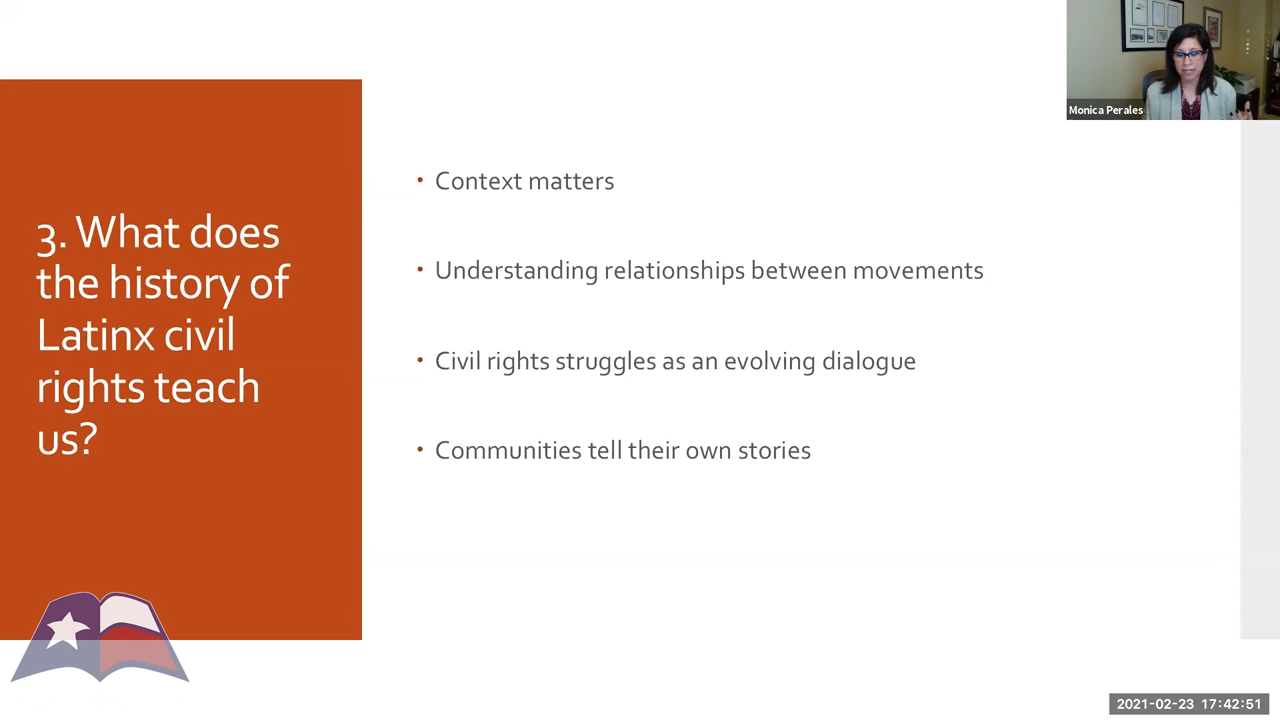 Monica Perales
3. What does
the history of
Latinx civil
rights teach
us?
• Context matters
• Understanding relationships between movements
• Civil rights struggles as an evolving dialogue
• Communities tell their own stories
2021-02-23 17:42:51